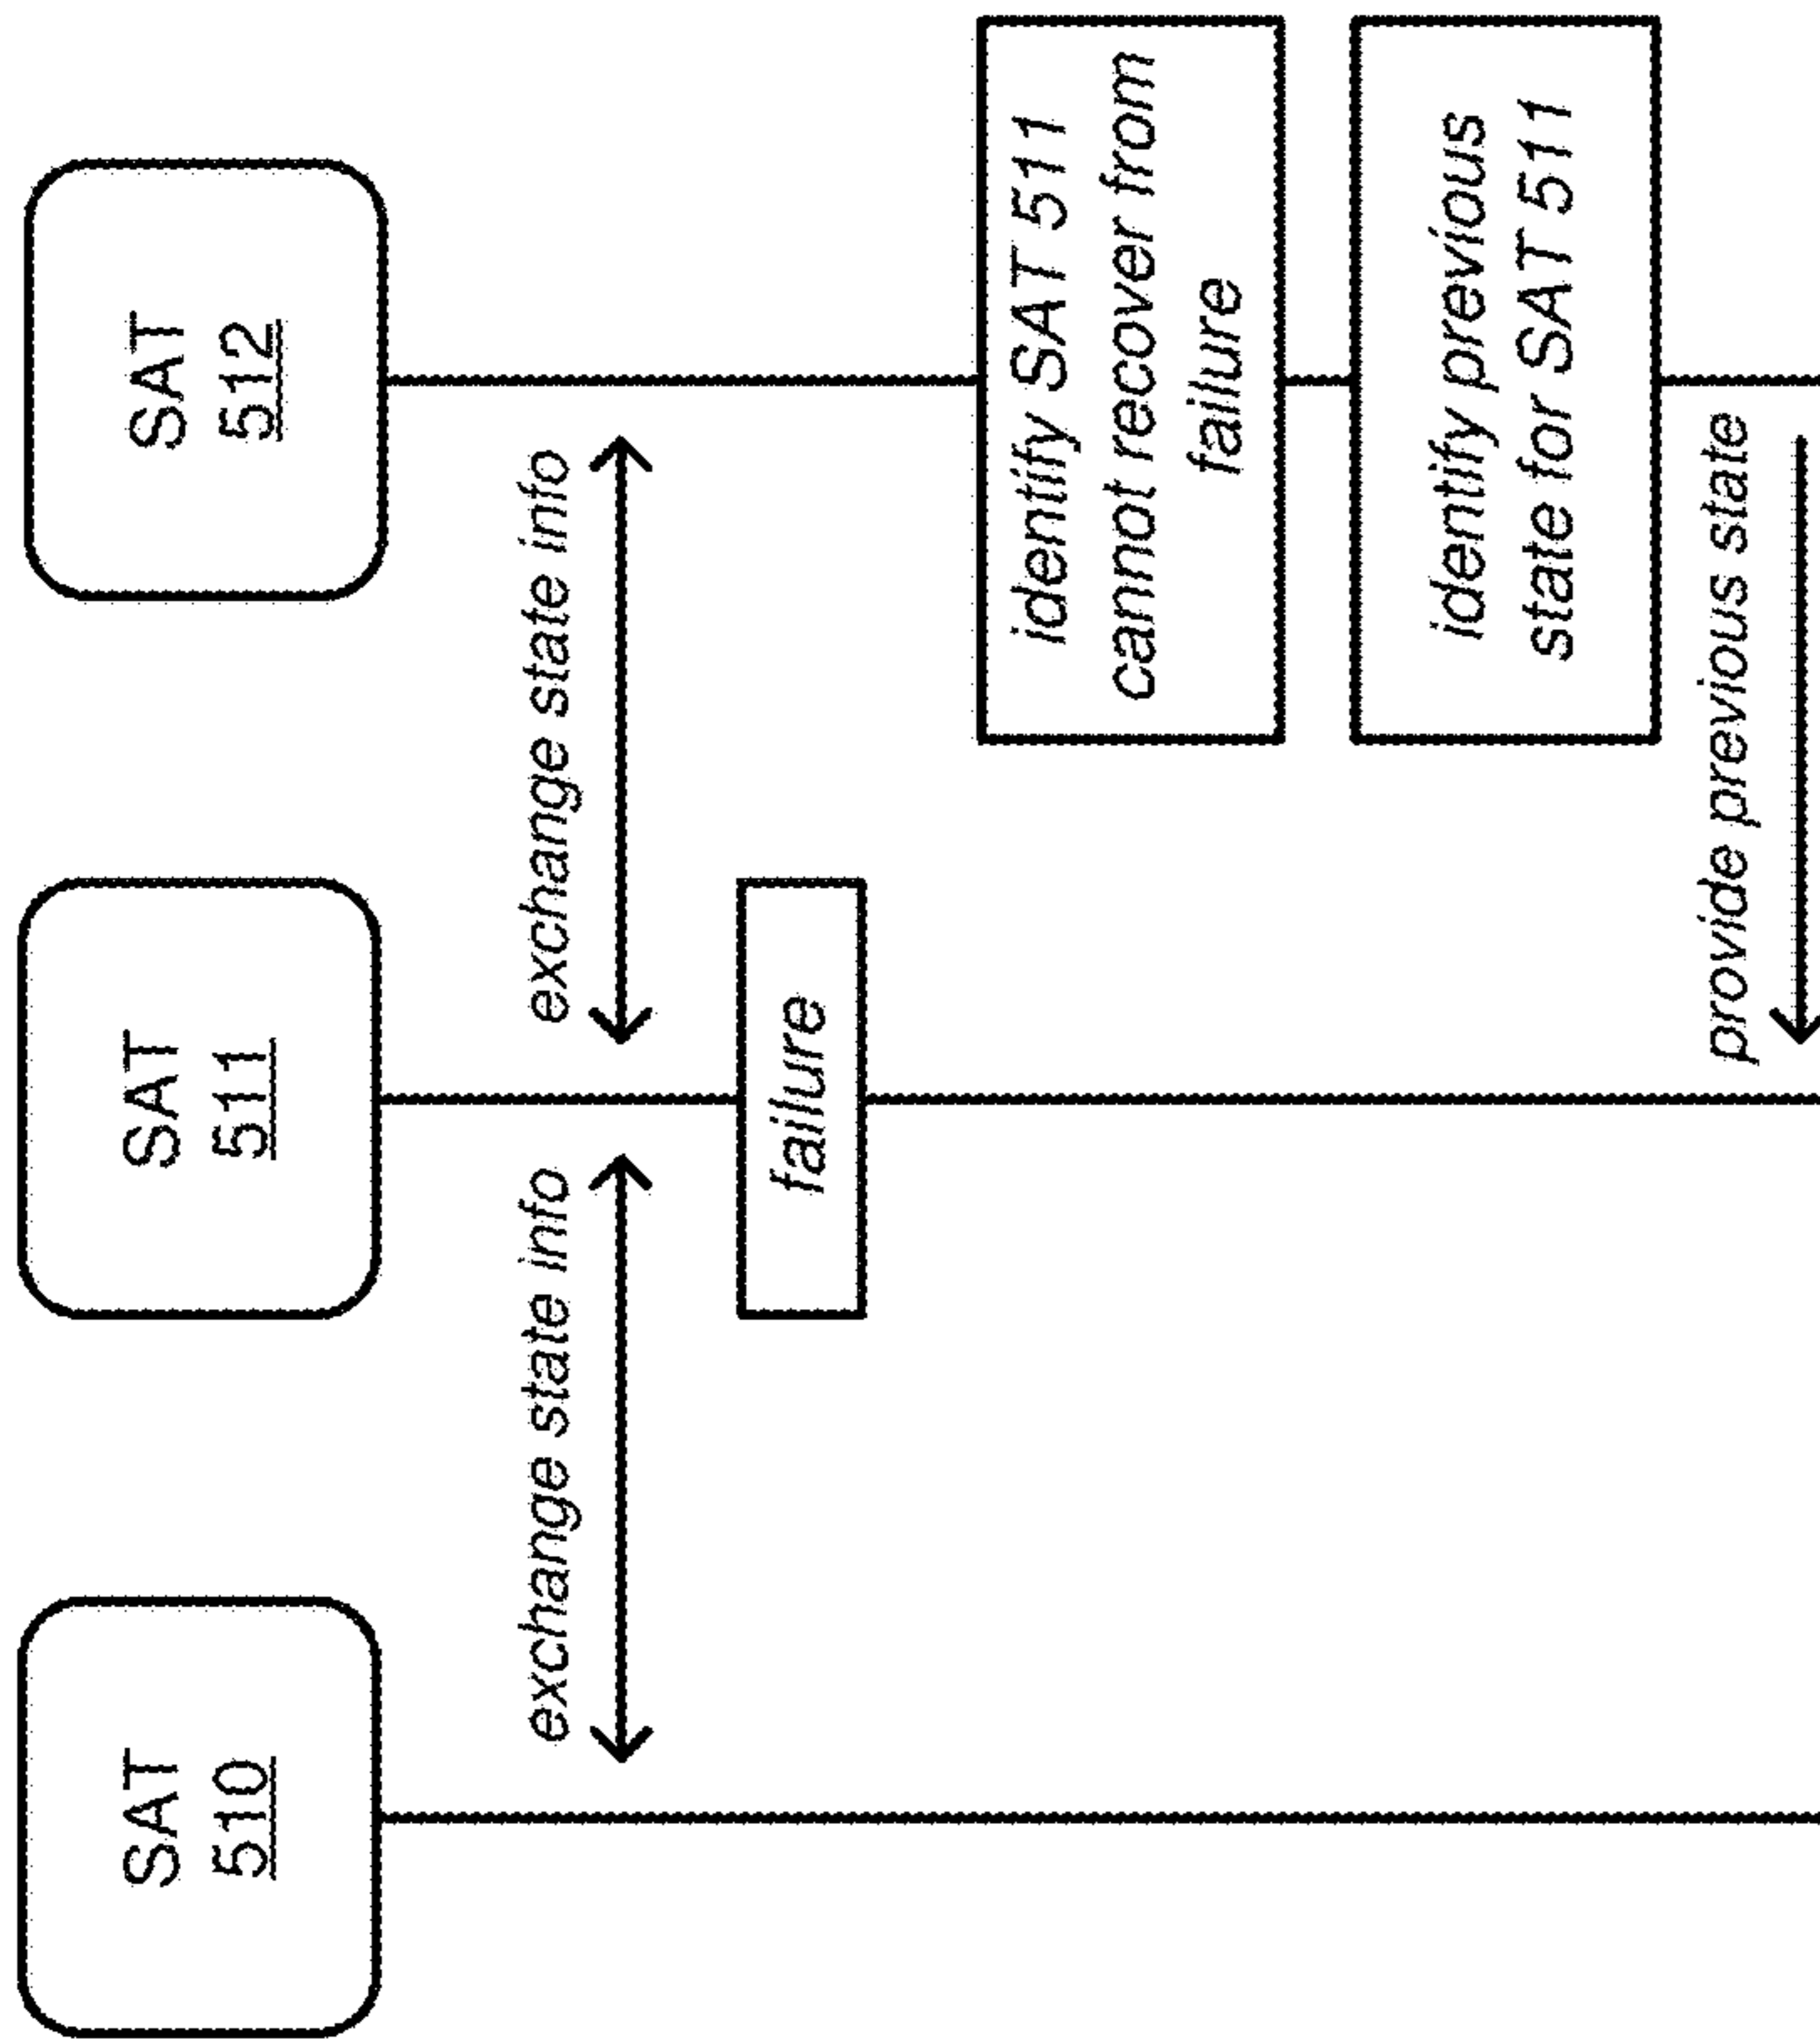 SAT
510
SAT
511
SAT
512
exchange state info
exchange state info
failure
identify SAT 511
cannot recover from
failure
identify previous
state for SAT 511
provide previous state